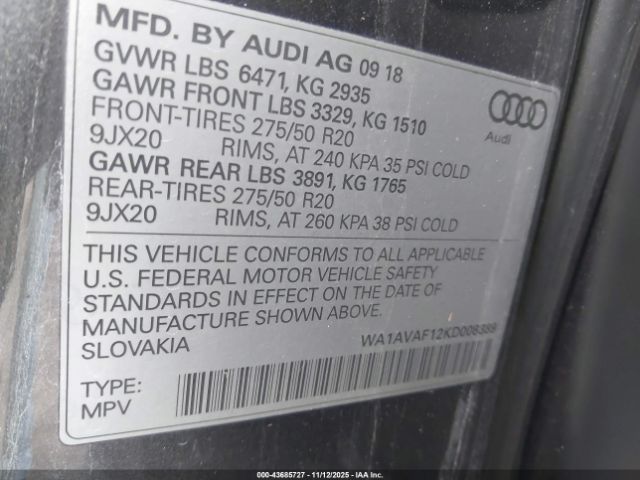 MFD. BY AUDI AG 09 18
GVWR LBS 6471, KG 2935
GAWR FRONT LBS 3329, KG 1510
FRONT-TIRES 275/50 R20
9JX20 RIMS, AT 240 KPA 35 PSI COLD
GAWR REAR LBS 3891, KG 1765
REAR-TIRES 275/50 R20
9JX20 RIMS, AT 260 KPA 38 PSI COLD
Audi
THIS VEHICLE CONFORMS TO ALL APPLICABLE
U.S. FEDERAL MOTOR VEHICLE SAFETY
STANDARDS IN EFFECT ON THE DATE OF
MANUFACTURE SHOWN ABOVE.
SLOVAKIA WA1AVAF12KD008389
TYPE:
MPV
000-43685727 - 11/12/2025 - IAA HOLDINGS, LLC